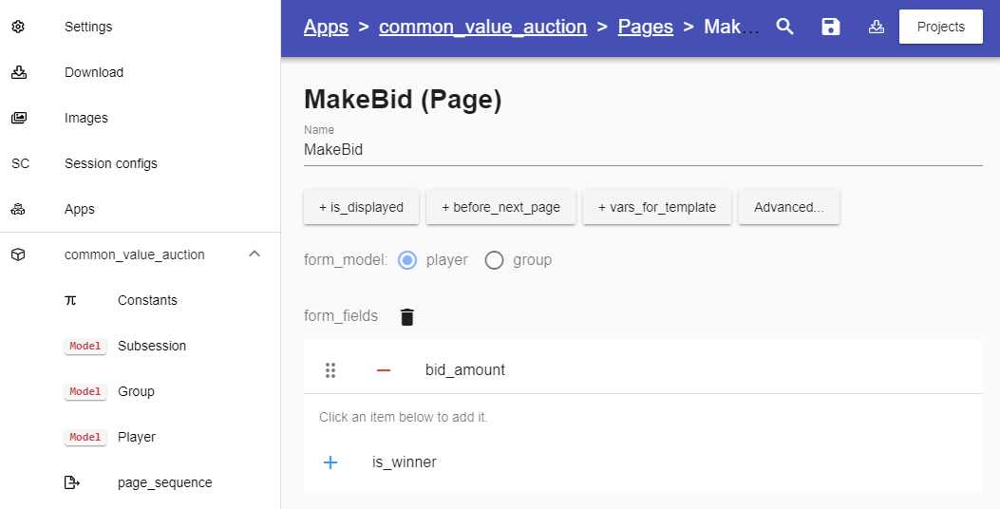 Settings
Download
Images
SC Session configs
Apps
common_value_auction
π Constants
Model Subsession
Model Group
Model Player
page_sequence
Apps > common_value_auction > Pages > Mak...
Projects
MakeBid (Page)
Name
MakeBid
+ is_displayed + before_next_page + vars_for_template Advanced...
form_model: player group
form_fields
bid_amount
Click an item below to add it.
+ is_winner